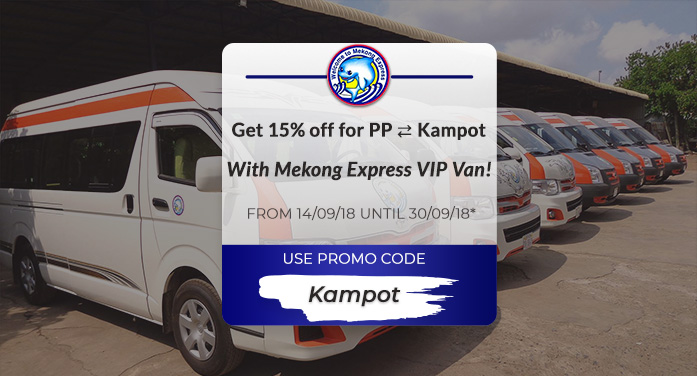 Welcome to Mekong Express
Get 15% off for PP ⇄ Kampot
With Mekong Express VIP Van!
FROM 14/09/18 UNTIL 30/09/18*
USE PROMO CODE
Kampot